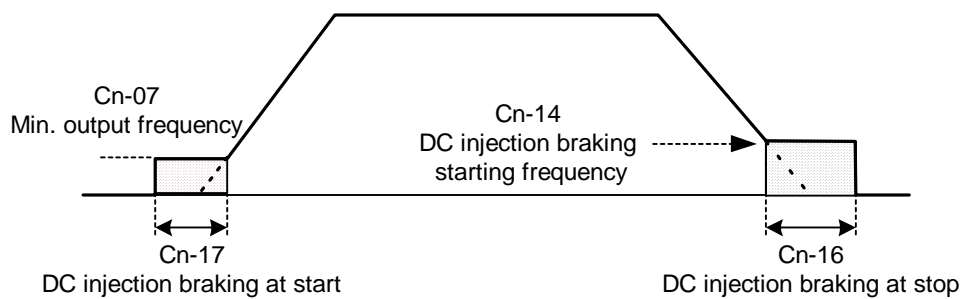 Cn-07
Min. output frequency
Cn-14
DC injection braking
starting frequency
Cn-17
DC injection braking at start
Cn-16
DC injection braking at stop